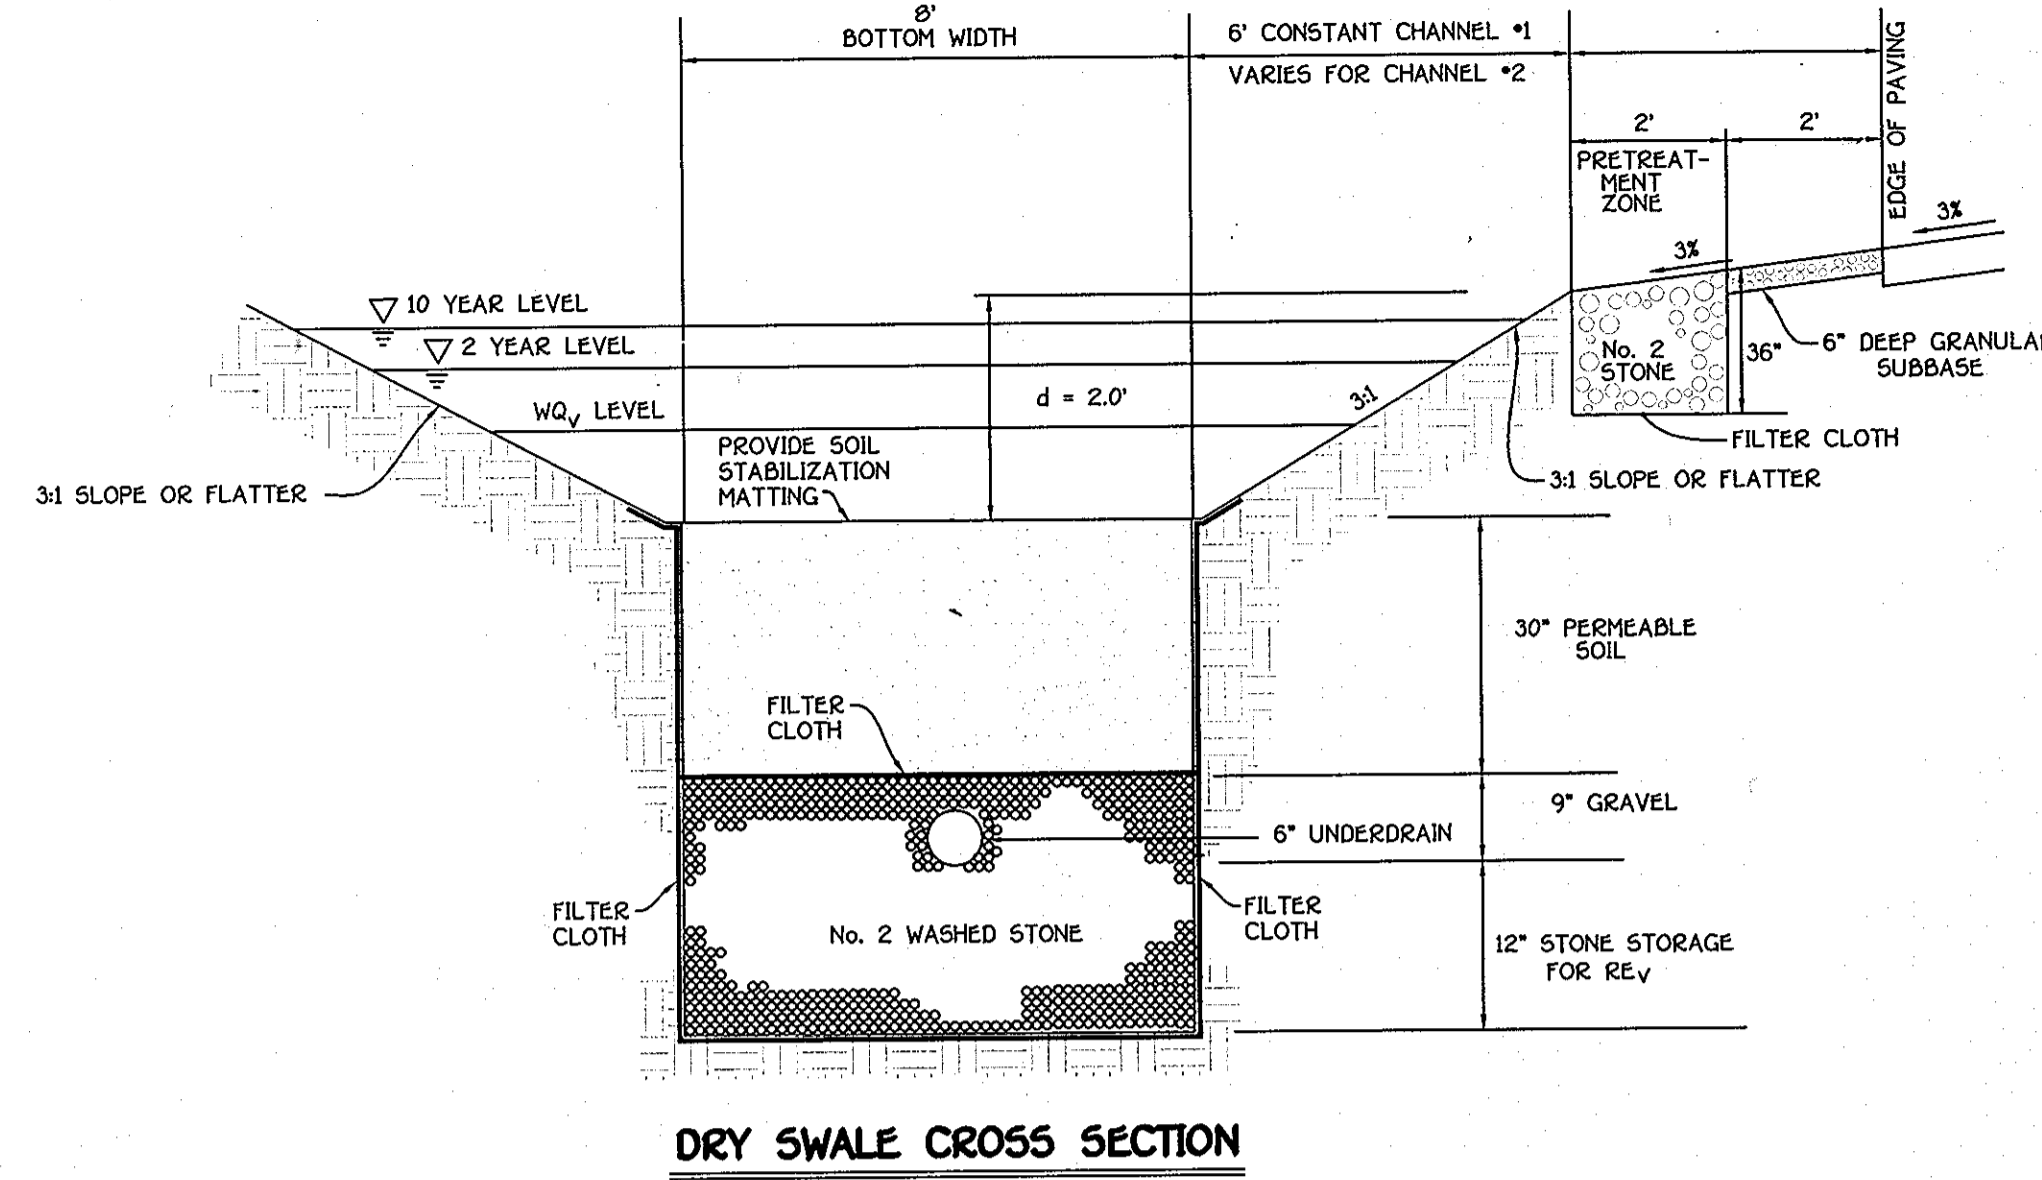 8'
BOTTOM WIDTH
6' CONSTANT CHANNEL •1
VARIES FOR CHANNEL •2
EDGE OF PAVING
2'
2'
PRETREAT-
MENT
ZONE
3%
3%
10 YEAR LEVEL
2 YEAR LEVEL
WQV LEVEL
d = 2.0'
3:1
No. 2
STONE
36"
6" DEEP GRANULAR
SUBBASE
FILTER CLOTH
PROVIDE SOIL
STABILIZATION
MATTING
3:1 SLOPE OR FLATTER
3:1 SLOPE OR FLATTER
30" PERMEABLE
SOIL
FILTER
CLOTH
9" GRAVEL
6" UNDERDRAIN
FILTER
CLOTH
No. 2 WASHED STONE
FILTER
CLOTH
12" STONE STORAGE
FOR REV
DRY SWALE CROSS SECTION